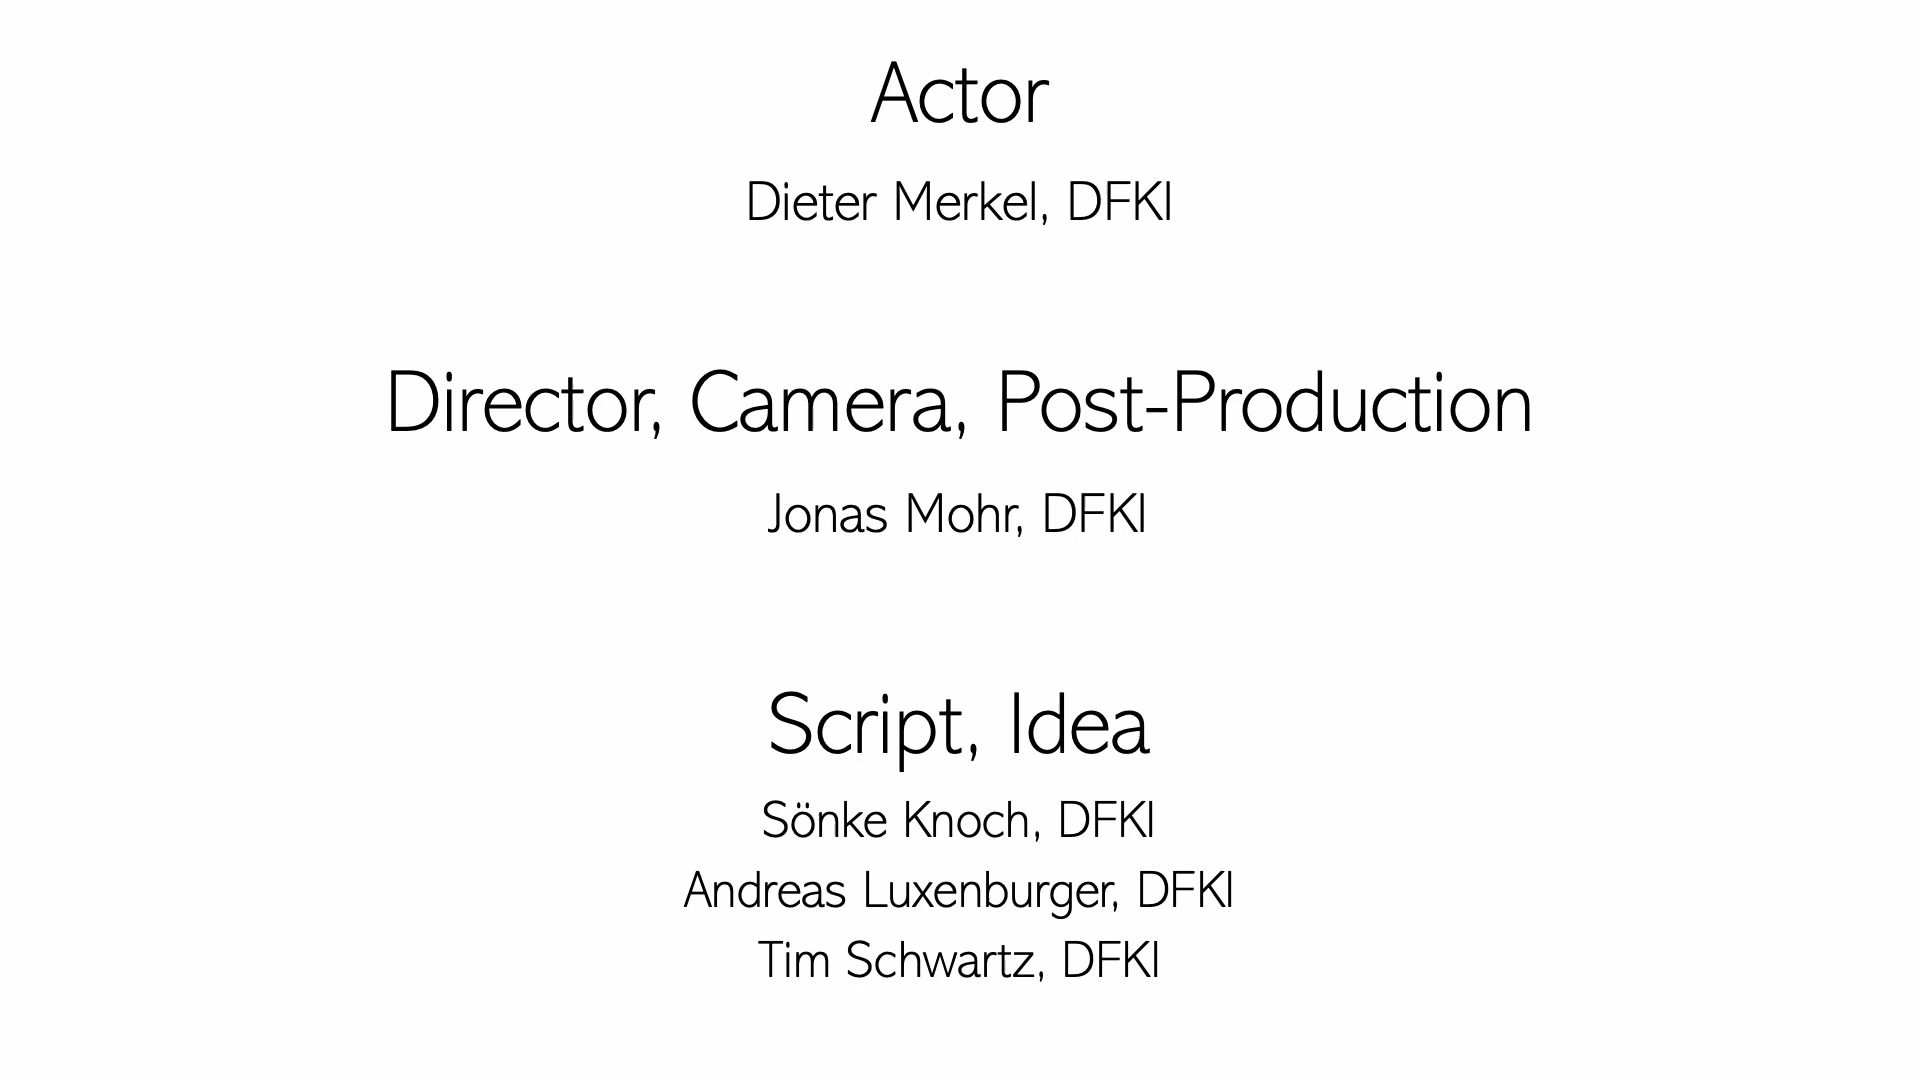 Actor
Dieter Merkel, DFKI
Director, Camera, Post-Production
Jonas Mohr, DFKI
Script, Idea
Sönke Knoch, DFKI
Andreas Luxenburger, DFKI
Tim Schwartz, DFKI